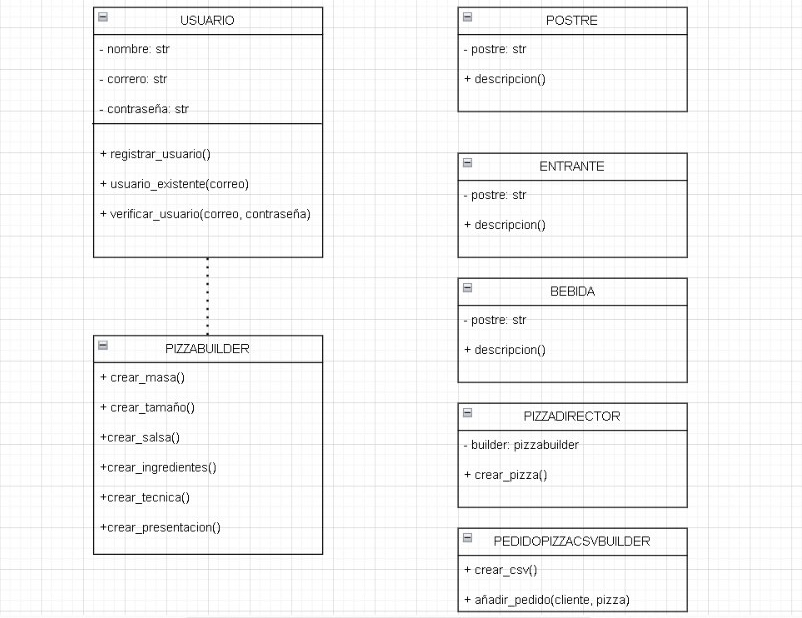 USUARIO
- nombre: str
- correro: str
- contraseña: str
+ registrar_usuario()
+ usuario_existente(correo)
+ verificar_usuario(correo, contraseña)
PIZZABUILDER
+ crear_masa()
+ crear_tamaño()
+crear_salsa()
+crear_ingredientes()
+crear_tecnica()
+crear_presentacion()
POSTRE
- postre: str
+ descripcion()
ENTRANTE
- postre: str
+ descripcion()
BEBIDA
- postre: str
+ descripcion()
PIZZADIRECTOR
- builder: pizzabuilder
+ crear_pizza()
PEDIDOPIZZACSVBUILDER
+ crear_csv()
+ añadir_pedido(cliente, pizza)